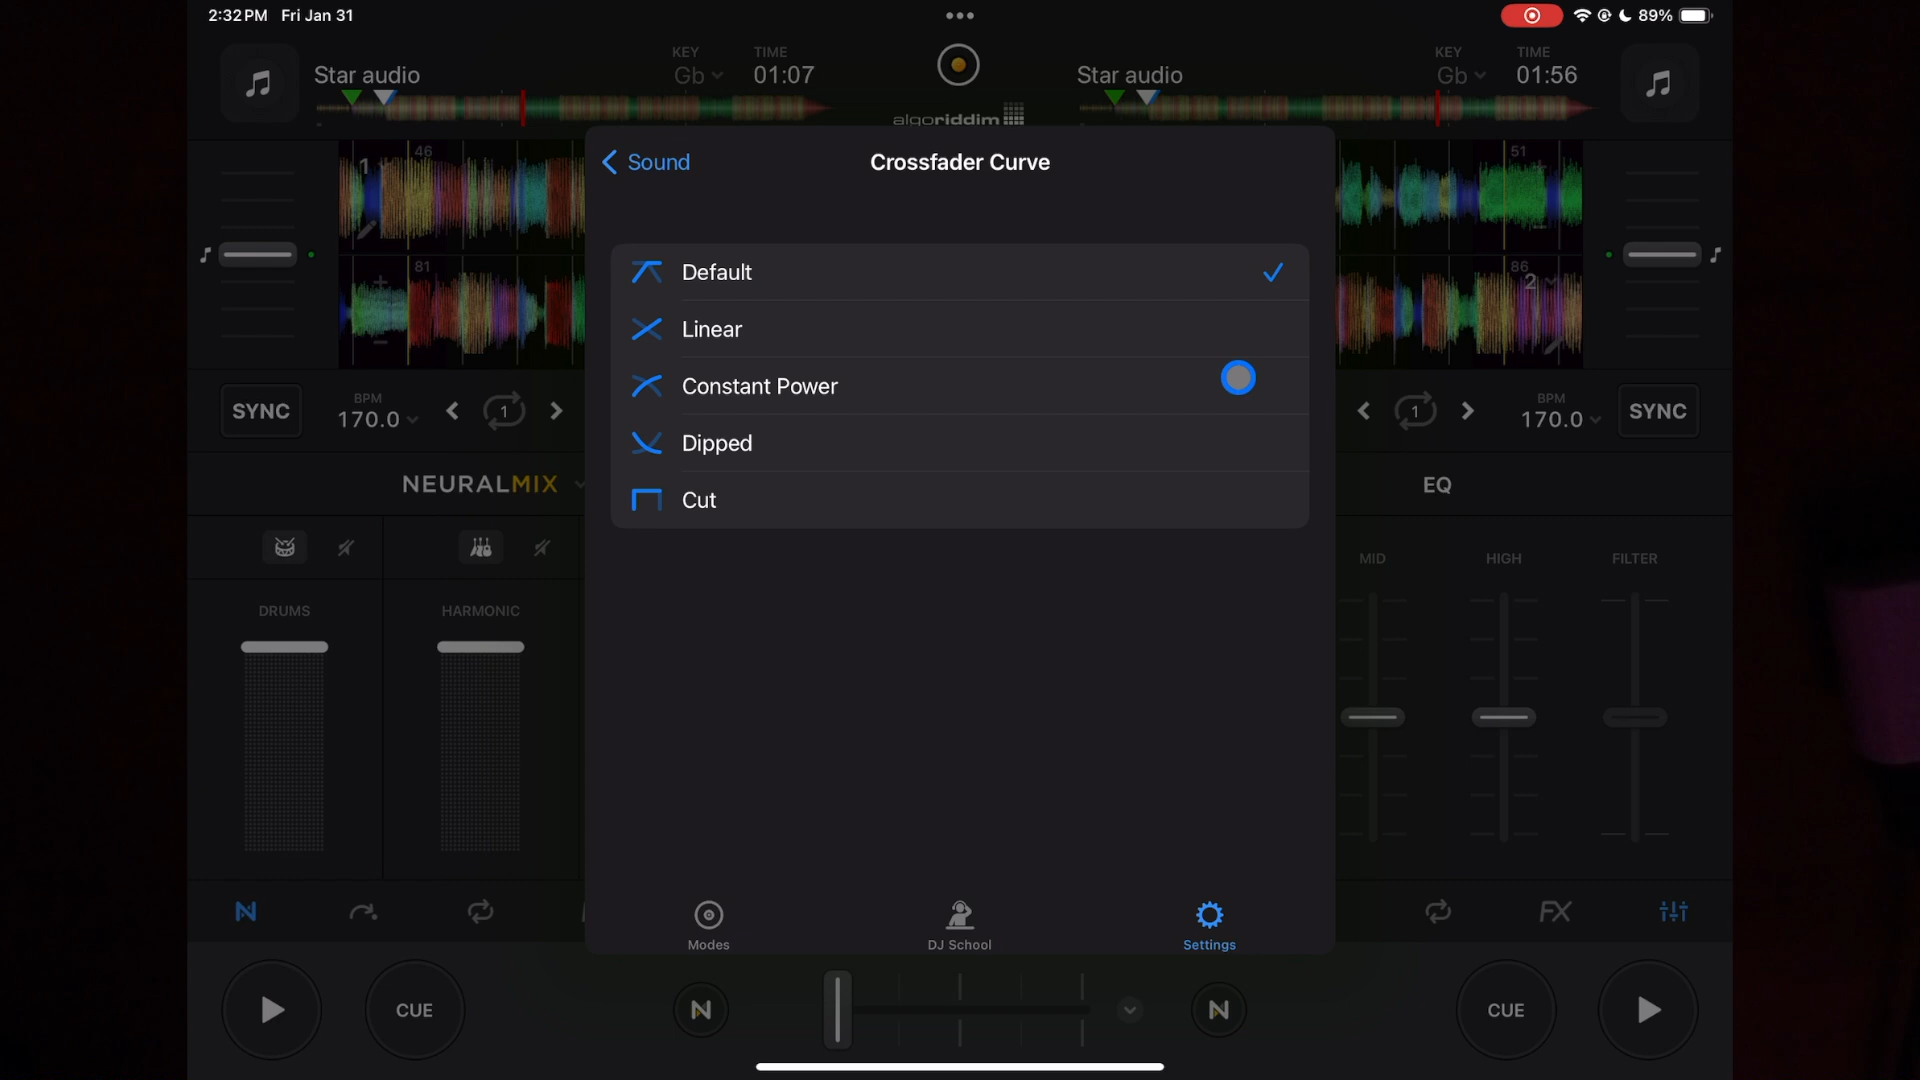 2:32 PM Fri Jan 31
89%
Star audio
KEY
Gb
TIME
01:07
algoriddim
Star audio
KEY
Gb
TIME
01:56
Sound
Crossfader Curve
Default
Linear
Constant Power
Dipped
Cut
1
46
81
51
86
2
SYNC
BPM
170.0
1
1
BPM
170.0
SYNC
NEURALMIX
EQ
DRUMS
HARMONIC
MID
HIGH
FILTER
Modes
DJ School
Settings
FX
CUE
CUE